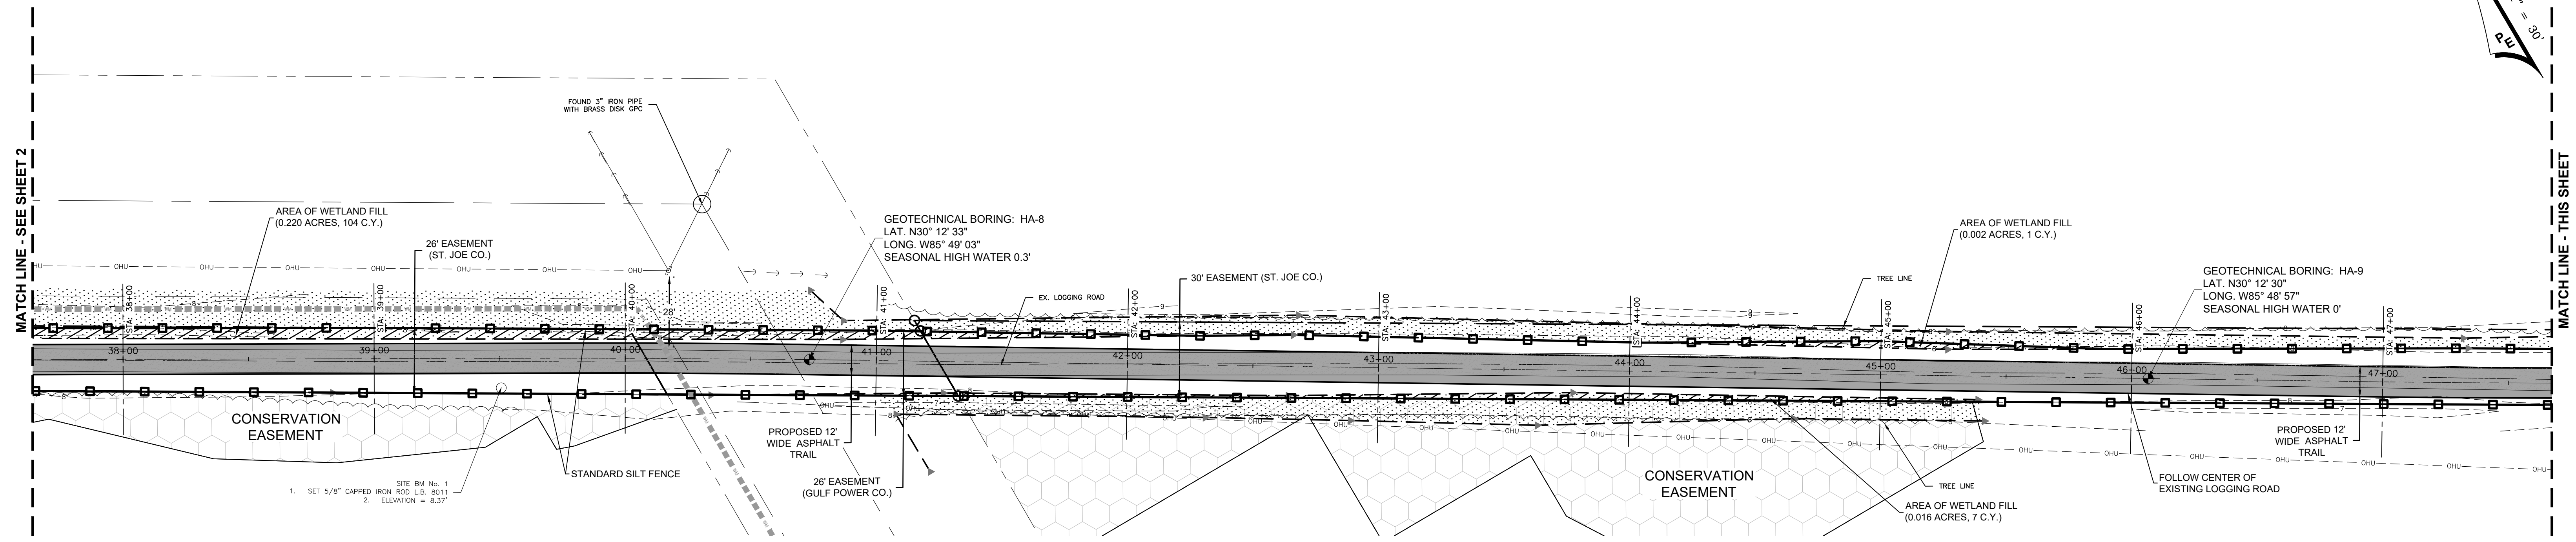 MATCH LINE - SEE SHEET 2
FOUND 3" IRON PIPE
WITH BRASS DISK GPC
AREA OF WETLAND FILL
(0.220 ACRES, 104 C.Y.)
26' EASEMENT
(ST. JOE CO.)
GEOTECHNICAL BORING: HA-8
LAT. N30° 12' 33"
LONG. W85° 49' 03"
SEASONAL HIGH WATER 0.3'
30' EASEMENT (ST. JOE CO.)
EX. LOGGING ROAD
TREE LINE
AREA OF WETLAND FILL
(0.002 ACRES, 1 C.Y.)
GEOTECHNICAL BORING: HA-9
LAT. N30° 12' 30"
LONG. W85° 48' 57"
SEASONAL HIGH WATER 0'
= 30'
PE
MATCH LINE - THIS SHEET
OHU OHU OHU OHU OHU OHU OHU
28'
STA: 38+00
STA: 39+00
STA: 40+00
STA: 41+00
STA: 42+00
STA: 43+00
STA: 44+00
STA: 45+00
STA: 46+00
STA: 47+00
38+00
39+00
40+00
41+00
42+00
43+00
44+00
45+00
46+00
47+00
CONSERVATION
EASEMENT
STANDARD SILT FENCE
SITE BM No. 1
1. SET 5/8" CAPPED IRON ROD L.B. 8011
2. ELEVATION = 8.37'
PROPOSED 12'
WIDE ASPHALT
TRAIL
26' EASEMENT
(GULF POWER CO.)
CONSERVATION
EASEMENT
TREE LINE
AREA OF WETLAND FILL
(0.016 ACRES, 7 C.Y.)
FOLLOW CENTER OF
EXISTING LOGGING ROAD
PROPOSED 12'
WIDE ASPHALT
TRAIL